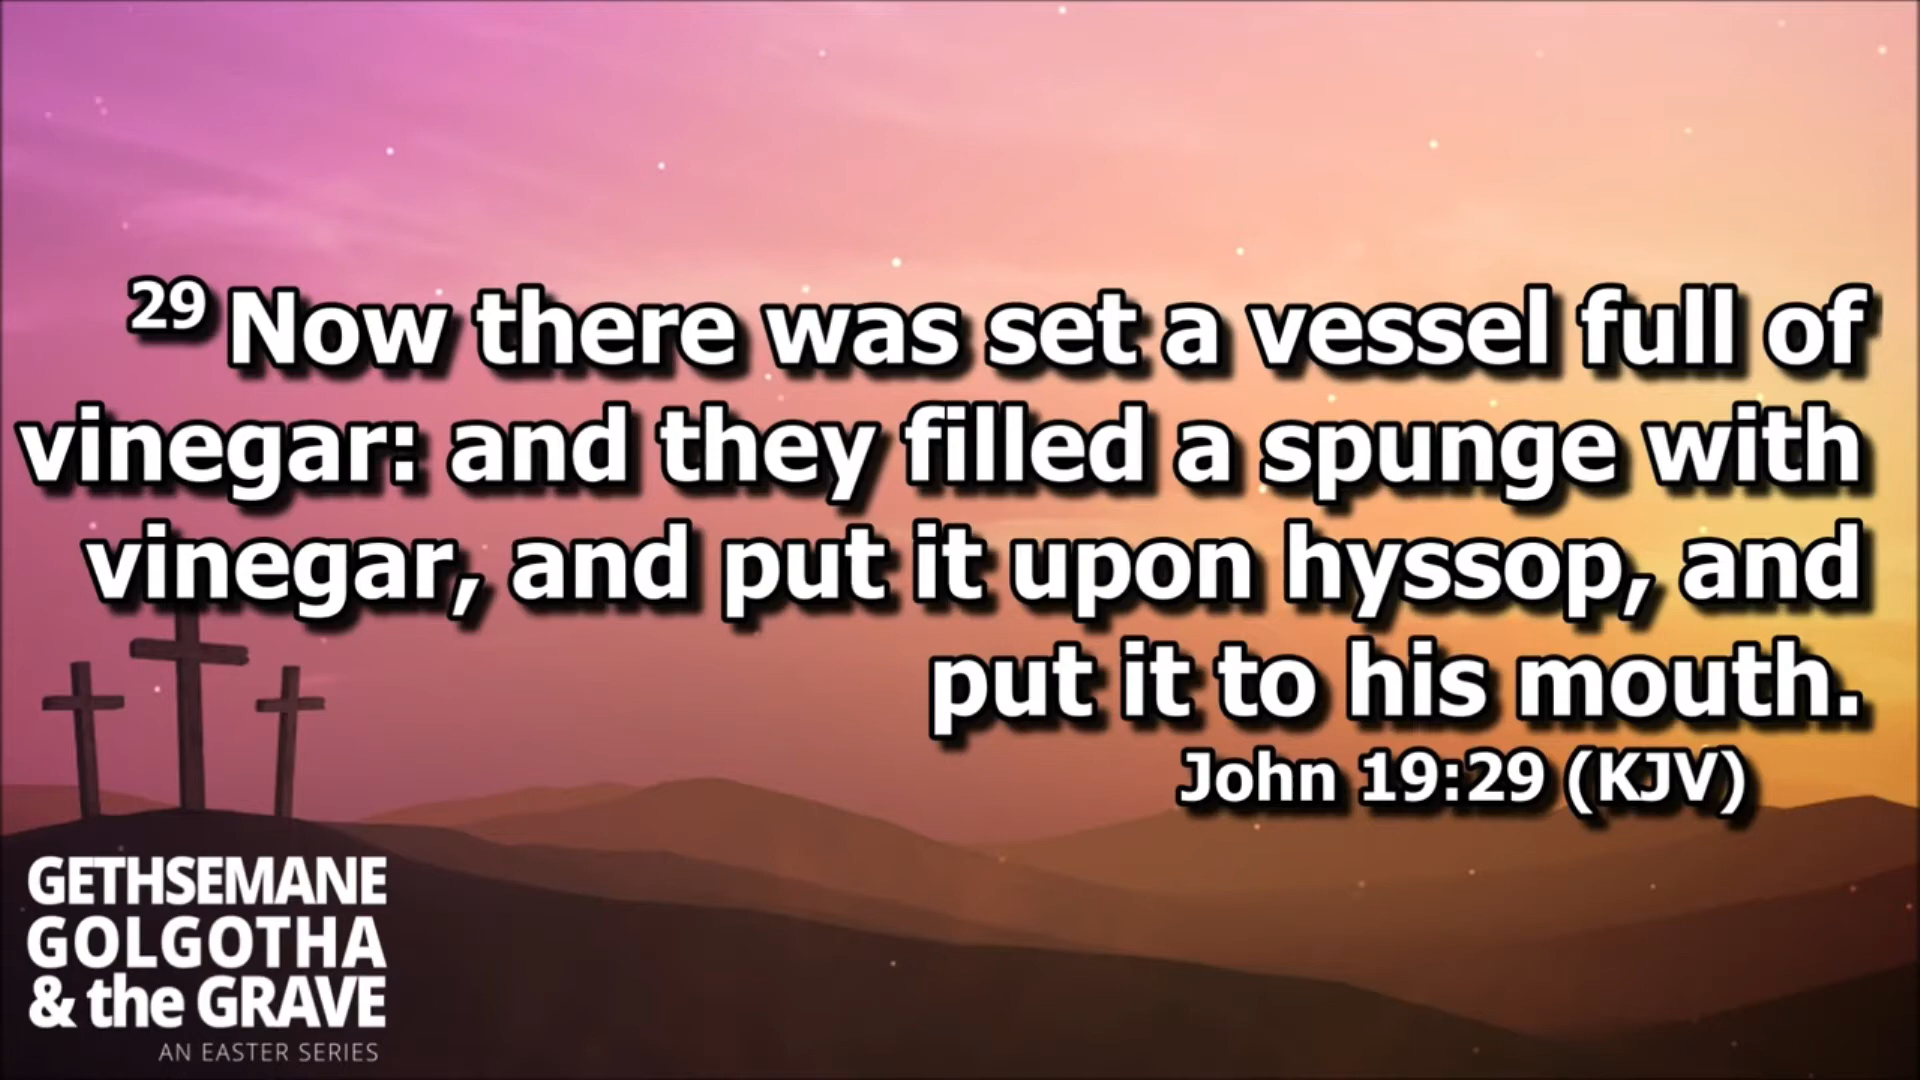 29 Now there was set a vessel full of
vinegar: and they filled a spunge with
vinegar, and put it upon hyssop, and
put it to his mouth.
John 19:29 (KJV)
GETHSEMANE
GOLGOTHA
& the GRAVE
AN EASTER SERIES